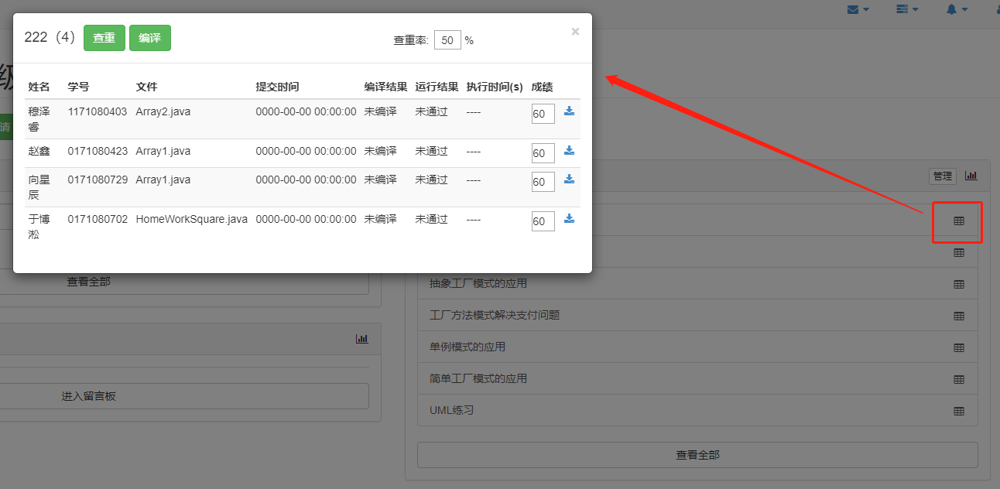 222（4） 查重 编译 查重率: 50 % ×
姓名 学号 文件 提交时间 编译结果 运行结果 执行时间(s) 成绩
穆泽睿 1171080403 Array2.java 0000-00-00 00:00:00 未编译 未通过 ---- 60
赵鑫 0171080423 Array1.java 0000-00-00 00:00:00 未编译 未通过 ---- 60
向星辰 0171080729 Array1.java 0000-00-00 00:00:00 未编译 未通过 ---- 60
于博淞 0171080702 HomeWorkSquare.java 0000-00-00 00:00:00 未编译 未通过 ---- 60
级
请
查看全部
进入留言板
管理
抽象工厂模式的应用
工厂方法模式解决支付问题
单例模式的应用
简单工厂模式的应用
UML练习
查看全部